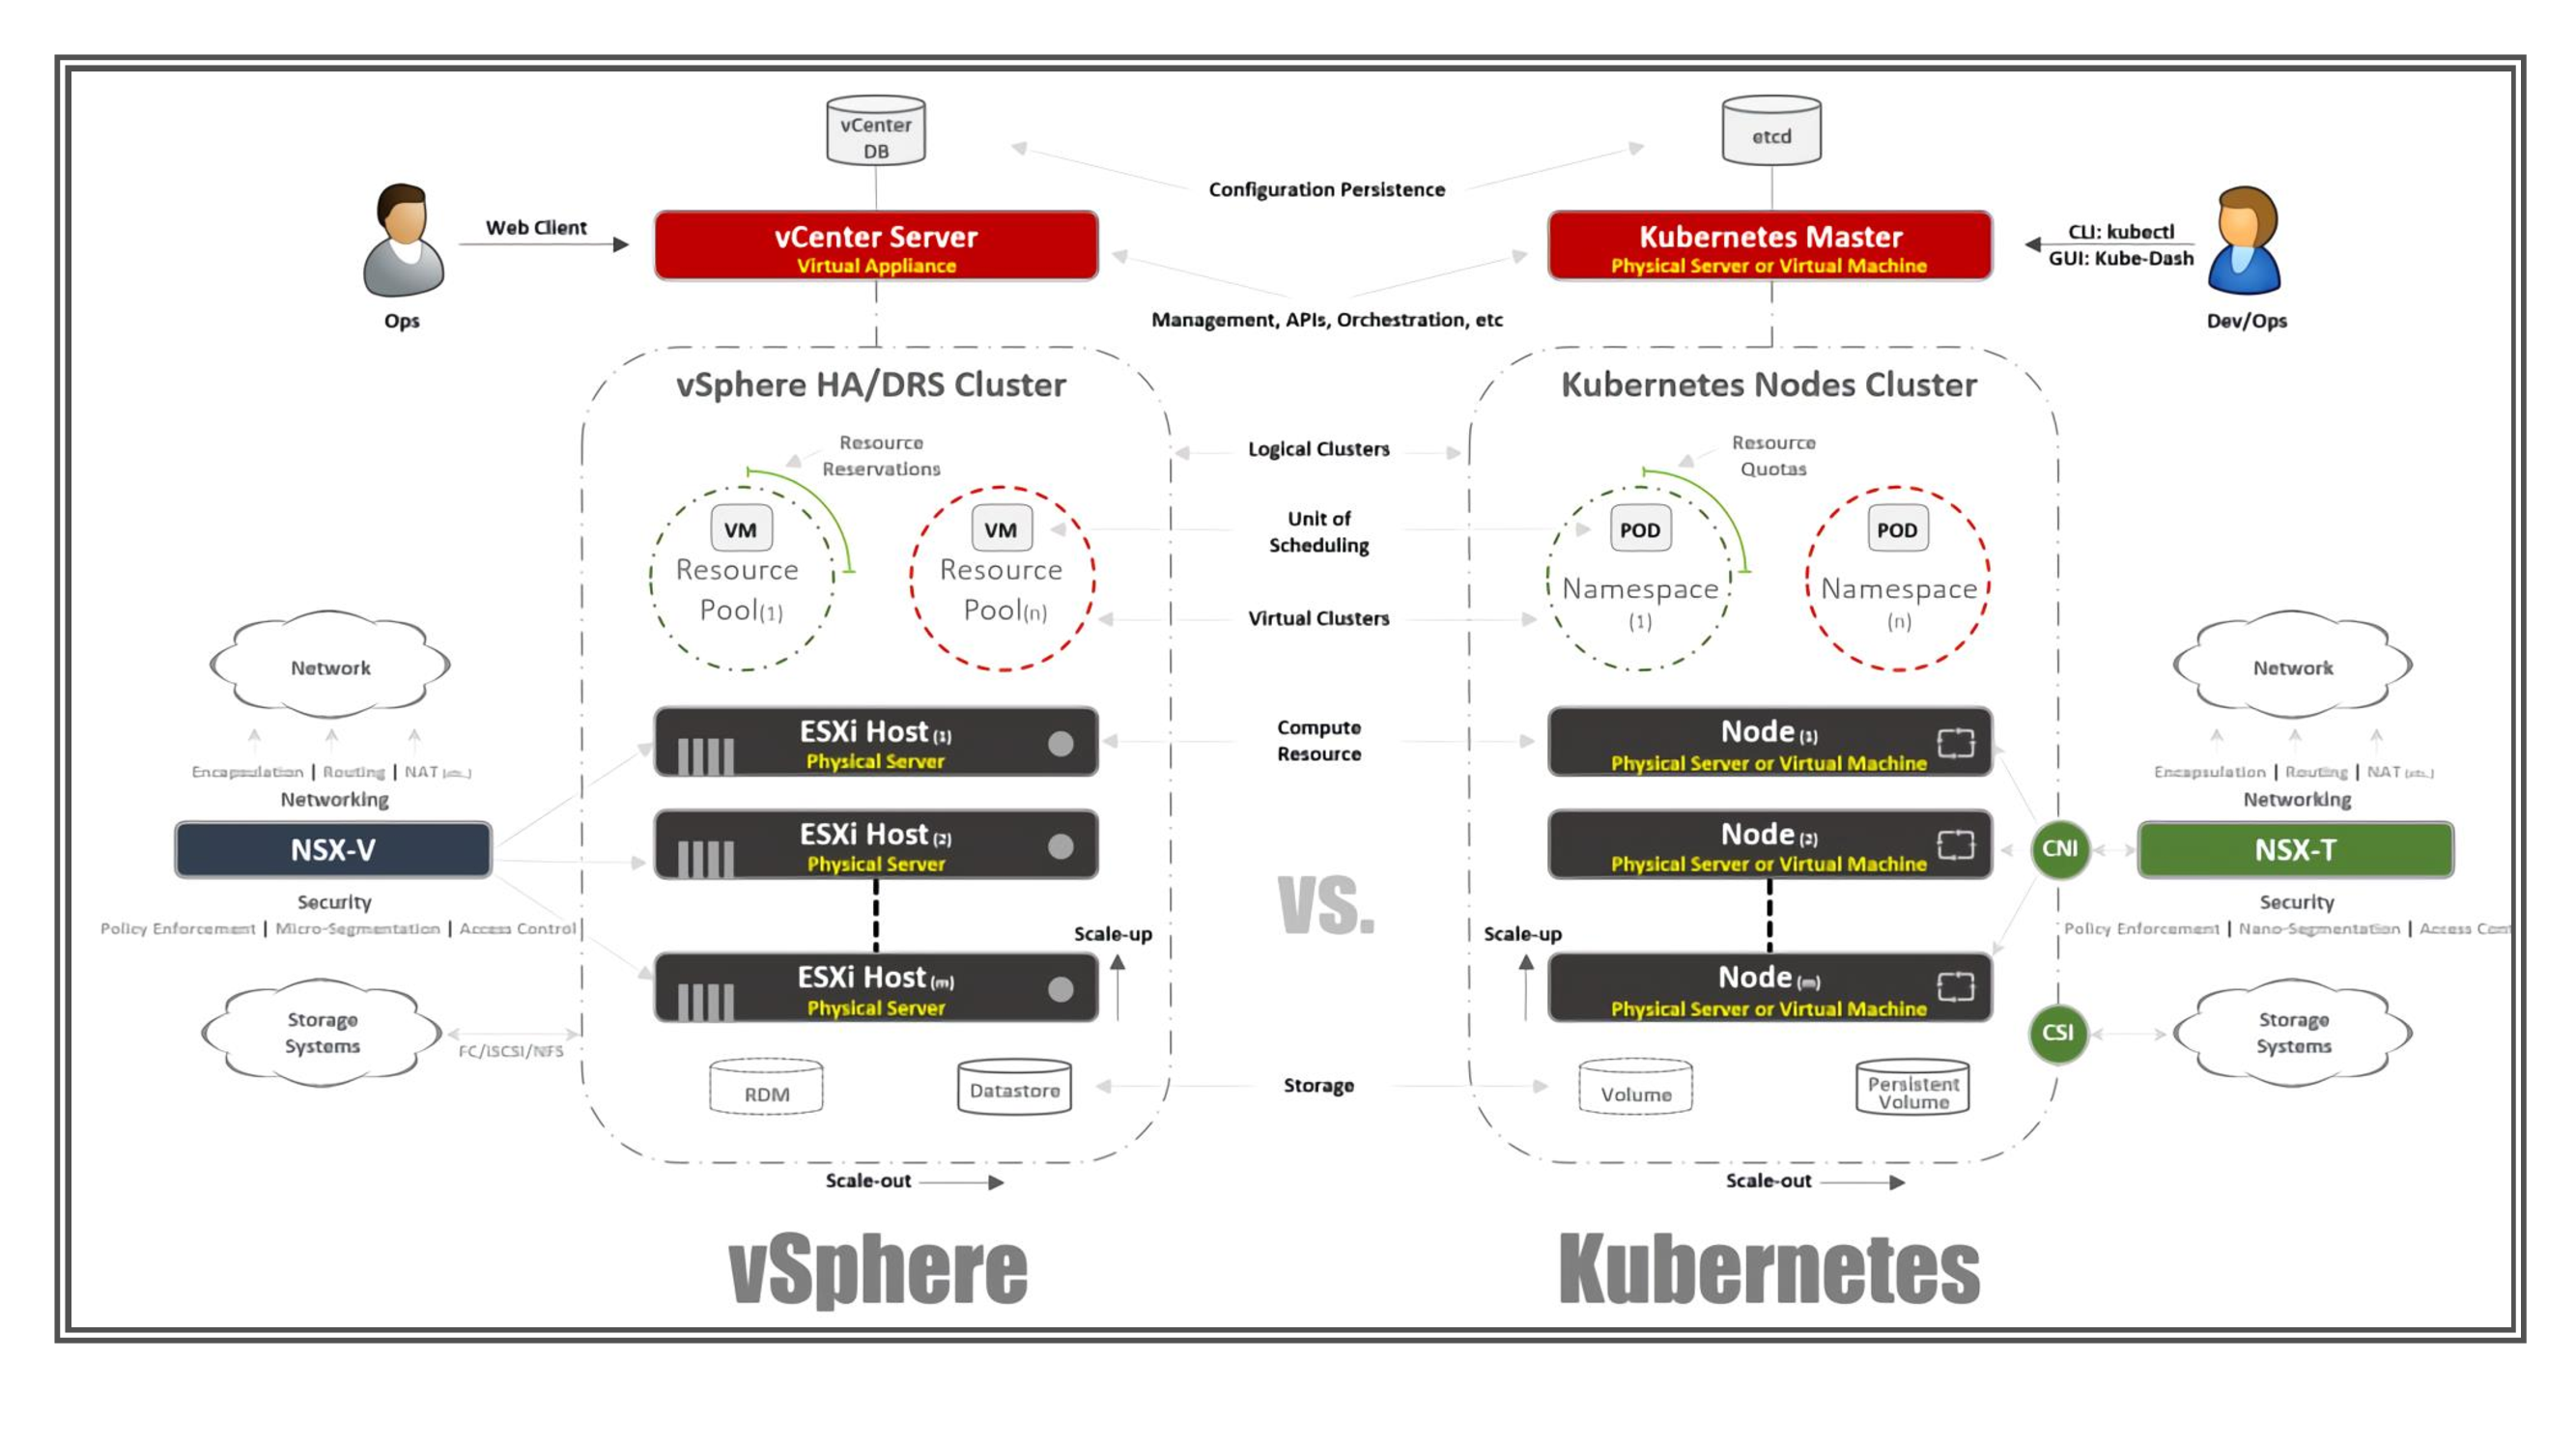 vCenter
DB
etcd
Configuration Persistence
Web Client
vCenter Server
Virtual Appliance
Kubernetes Master
Physical Server or Virtual Machine
CLI: kubectl
GUI: Kube-Dash
Ops
Management, APIs, Orchestration, etc
Dev/Ops
vSphere HA/DRS Cluster
Resource
Reservations
VM
Resource
Pool(1)
VM
Resource
Pool(n)
Logical Clusters
Unit of
Scheduling
Virtual Clusters
Kubernetes Nodes Cluster
Resource
Quotas
POD
Namespace
(1)
POD
Namespace
(n)
Network
Encapsulation | Routing | NAT
Networking
NSX-V
Security
Policy Enforcement | Micro-Segmentation | Access Control
Storage
Systems
FC/iSCSI/NFS
ESXi Host (1)
Physical Server
ESXi Host (2)
Physical Server
Scale-up
ESXi Host (m)
Physical Server
RDM
Datastore
Scale-out
Compute
Resource
vs.
Storage
Node (1)
Physical Server or Virtual Machine
Node (2)
Physical Server or Virtual Machine
Scale-up
Node (m)
Physical Server or Virtual Machine
Volume
Persistent
Volume
Scale-out
CNI
CSI
Network
Encapsulation | Routing | NAT
Networking
NSX-T
Security
Policy Enforcement | Nano-Segmentation | Access Cont
Storage
Systems
vSphere
Kubernetes